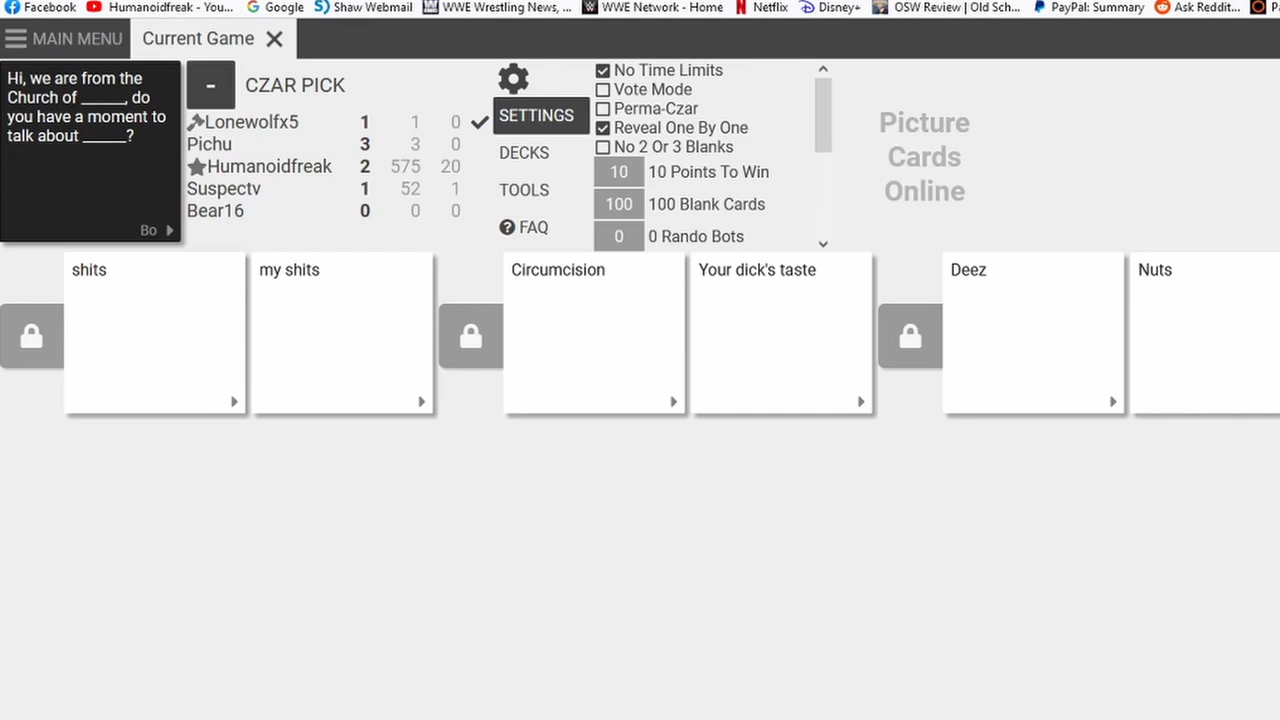 Facebook Humanoidfreak - You... Google Shaw Webmail WWE Wrestling News, ... WWE Network - Home Netflix Disney+ OSW Review | Old Sch... PayPal: Summary Ask Reddit...
MAIN MENU Current Game
Hi, we are from the
Church of ______, do
you have a moment to
talk about ______?
Bo
- CZAR PICK
Lonewolfx5 1 1 0
Pichu 3 3 0
Humanoidfreak 2 575 20
Suspectv 1 52 1
Bear16 0 0 0
SETTINGS
DECKS
TOOLS
FAQ
No Time Limits
Vote Mode
Perma-Czar
Reveal One By One
No 2 Or 3 Blanks
10 10 Points To Win
100 100 Blank Cards
0 0 Rando Bots
Picture
Cards
Online
shits
my shits
Circumcision
Your dick's taste
Deez
Nuts